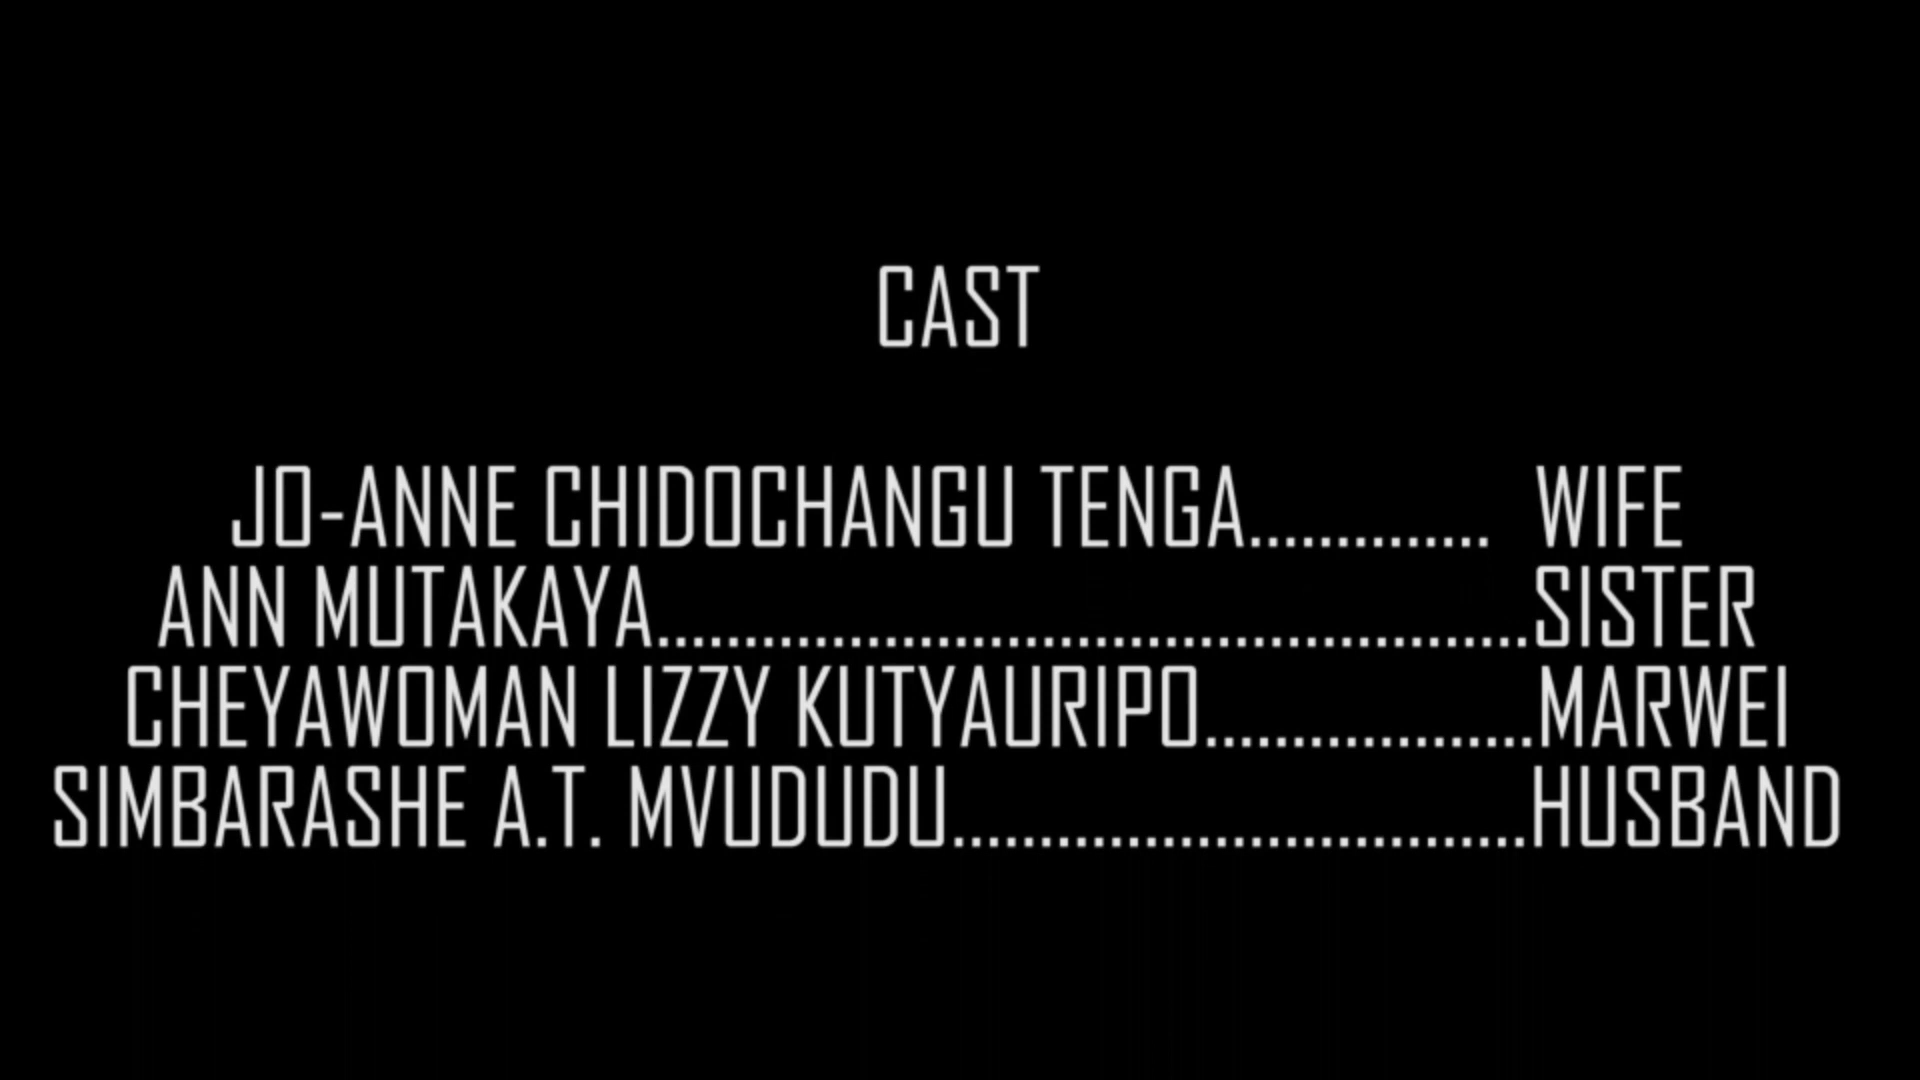 CAST
JO-ANNE CHIDOCHANGU TENGA.............. WIFE
ANN MUTAKAYA..................................................SISTER
CHEYAWOMAN LIZZY KUTYAURIPO...................MARWEI
SIMBARASHE A.T. MVUDUDU.................................HUSBAND